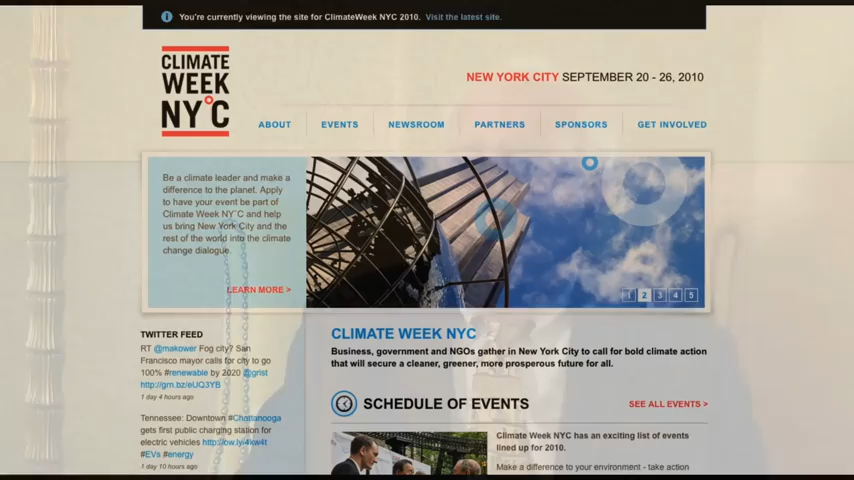 You're currently viewing the site for ClimateWeek NYC 2010. Visit the latest site.
CLIMATE
WEEK
NY°C
NEW YORK CITY SEPTEMBER 20 - 26, 2010
ABOUT EVENTS NEWSROOM PARTNERS SPONSORS GET INVOLVED
Be a climate leader and make a
difference to the planet. Apply
to have your event be part of
Climate Week NY°C and help
us bring New York City and the
rest of the world into the climate
change dialogue.
LEARN MORE >
1 2 3 4 5
TWITTER FEED
RT @makower Fog city? San
Francisco mayor calls for city to go
100% #renewable by 2020 @grist
http://grn.bz/eUQ3YB
1 day 4 hours ago
Tennessee: Downtown #Chattanooga
gets first public charging station for
electric vehicles http://ow.ly/4kw4t
#EVs #energy
1 day 10 hours ago
CLIMATE WEEK NYC
Business, government and NGOs gather in New York City to call for bold climate action
that will secure a cleaner, greener, more prosperous future for all.
SCHEDULE OF EVENTS
SEE ALL EVENTS >
Climate Week NYC has an exciting list of events
lined up for 2010.
Make a difference to your environment - take action